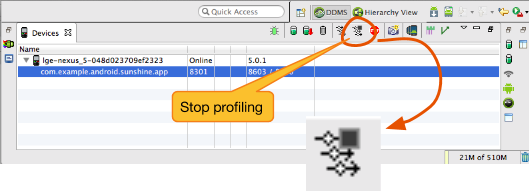 Quick Access
DDMS
Hierarchy View
Devices
Name
lge-nexus_5-048d023709ef2323 Online 5.0.1
com.example.android.sunshine.app 8301 8603 /
Stop profiling
21M of 510M